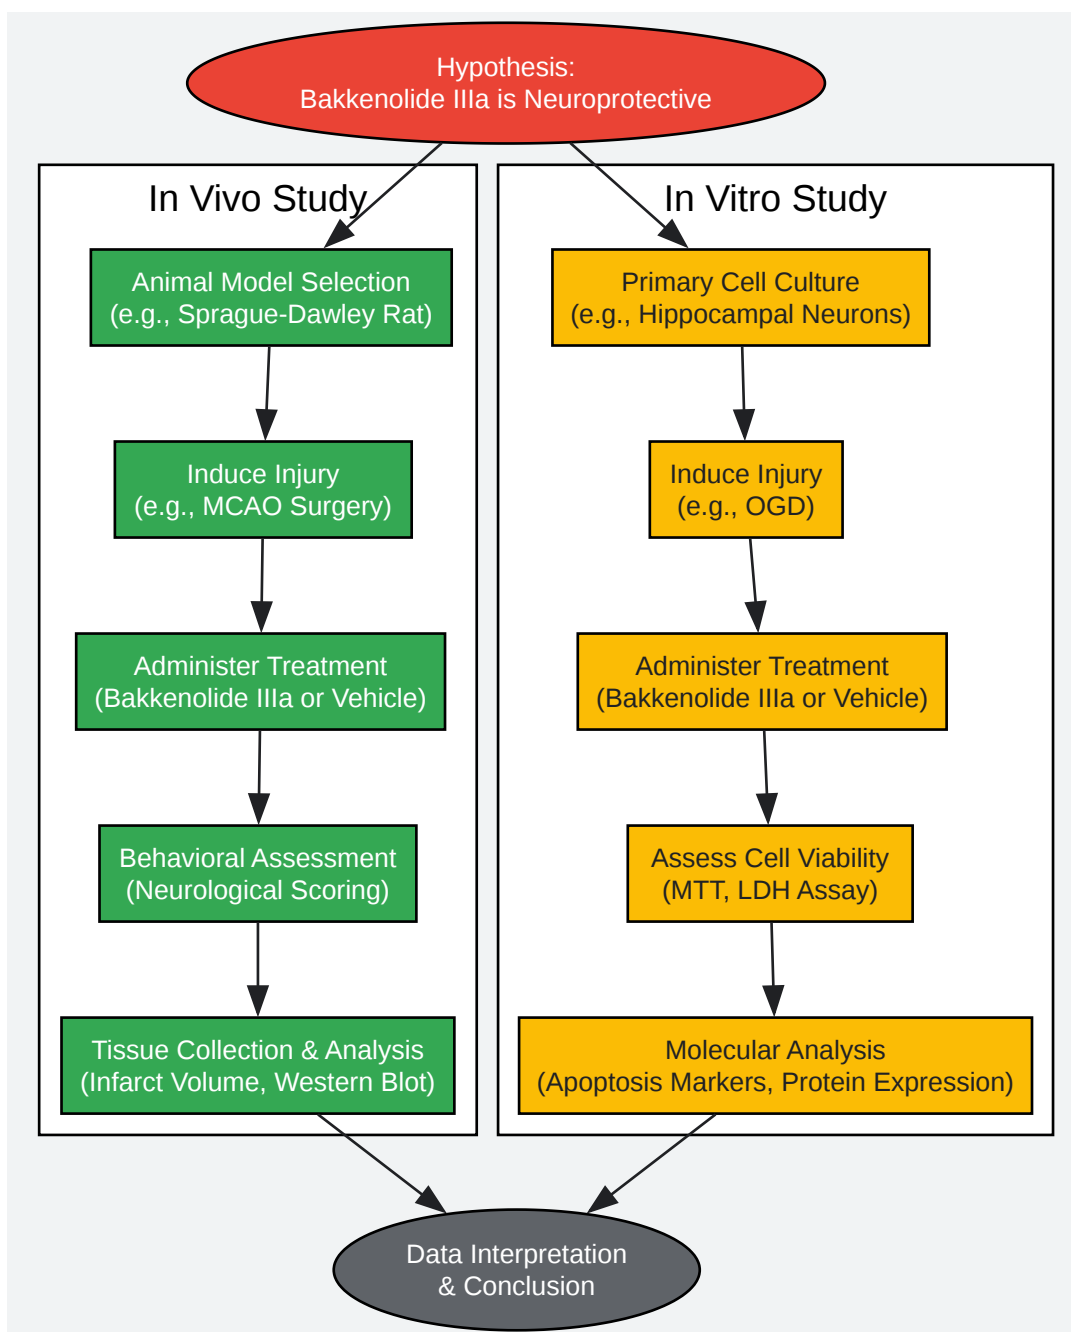 Hypothesis:
Bakkenolide IIIa is Neuroprotective
In Vivo Study
Animal Model Selection
(e.g., Sprague-Dawley Rat)
Induce Injury
(e.g., MCAO Surgery)
Administer Treatment
(Bakkenolide IIIa or Vehicle)
Behavioral Assessment
(Neurological Scoring)
Tissue Collection & Analysis
(Infarct Volume, Western Blot)
In Vitro Study
Primary Cell Culture
(e.g., Hippocampal Neurons)
Induce Injury
(e.g., OGD)
Administer Treatment
(Bakkenolide IIIa or Vehicle)
Assess Cell Viability
(MTT, LDH Assay)
Molecular Analysis
(Apoptosis Markers, Protein Expression)
Data Interpretation
& Conclusion